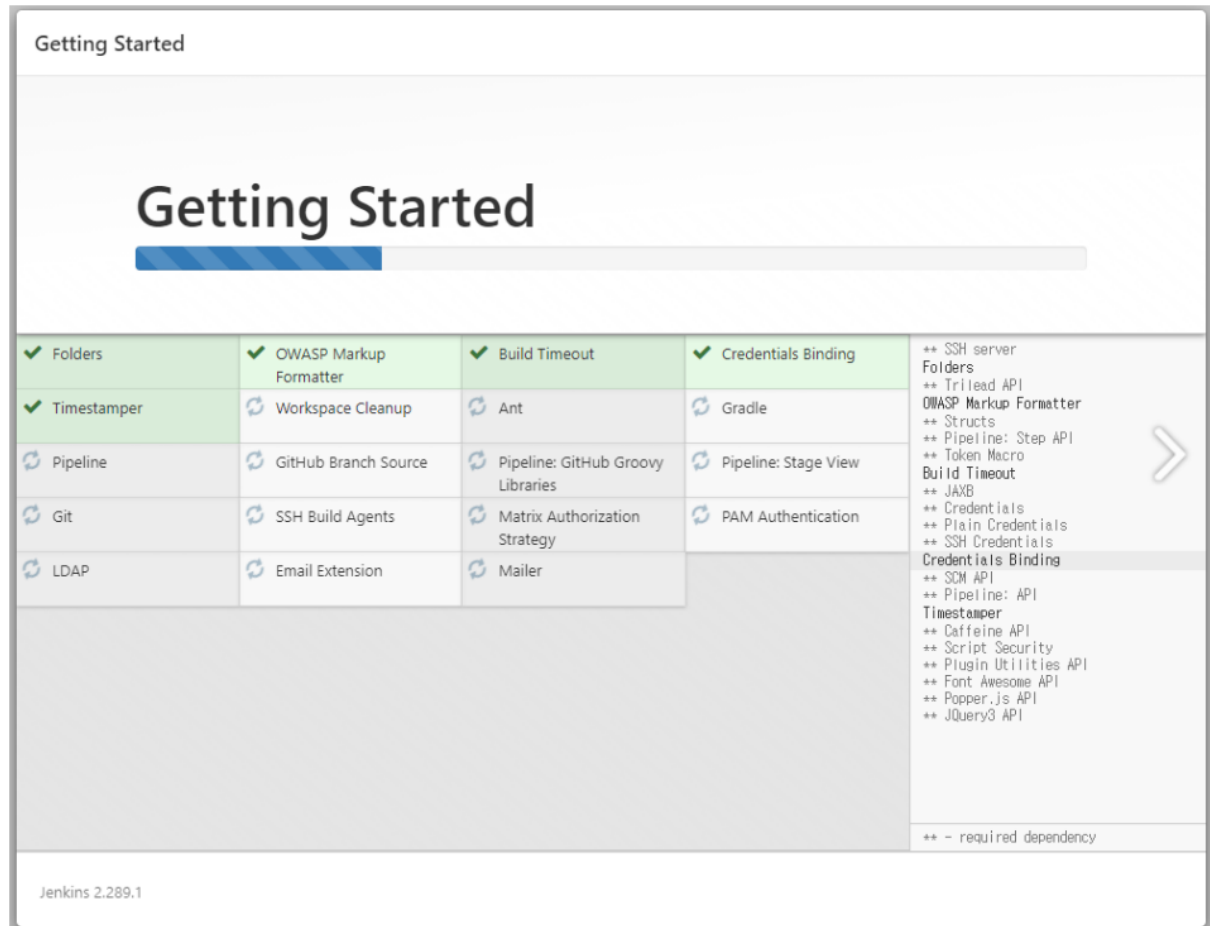 Getting Started
Getting Started
Folders
OWASP Markup
Formatter
Build Timeout
Credentials Binding
Timestamper
Workspace Cleanup
Ant
Gradle
Pipeline
GitHub Branch Source
Pipeline: GitHub Groovy
Libraries
Pipeline: Stage View
Git
SSH Build Agents
Matrix Authorization
Strategy
PAM Authentication
LDAP
Email Extension
Mailer
++ SSH server
Folders
++ Trilead API
OWASP Markup Formatter
++ Structs
++ Pipeline: Step API
++ Token Macro
Build Timeout
++ JAXB
++ Credentials
++ Plain Credentials
++ SSH Credentials
Credentials Binding
++ SCM API
++ Pipeline: API
Timestamper
++ Caffeine API
++ Script Security
++ Plugin Utilities API
++ Font Awesome API
++ Popper.js API
++ JQuery3 API
++ - required dependency
Jenkins 2.289.1